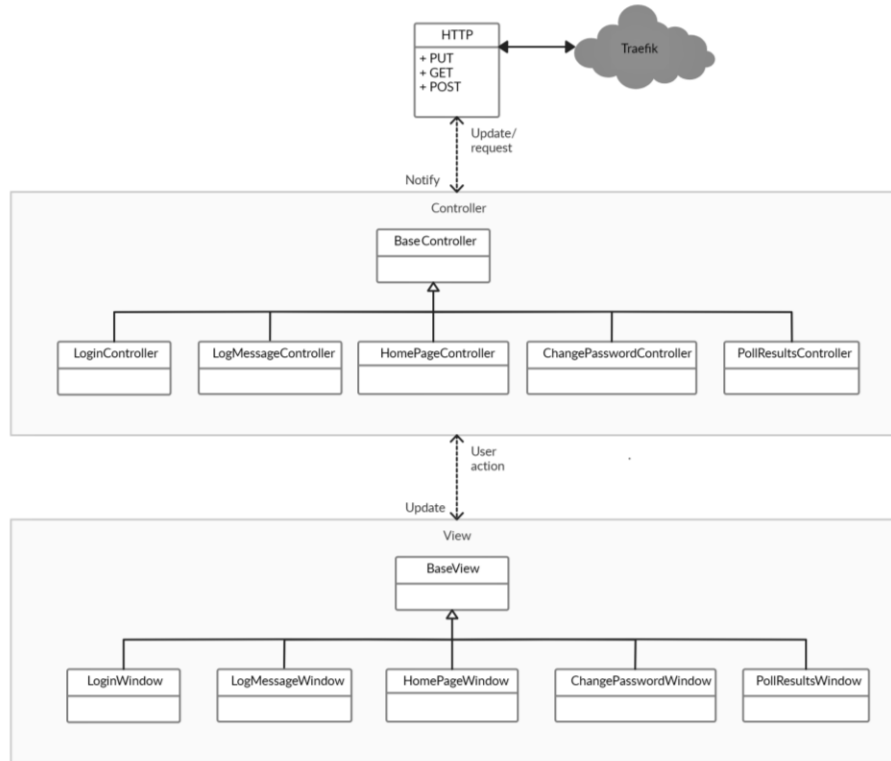 HTTP
+ PUT
+ GET
+ POST
Traefik
Update/
request
Notify
Controller
BaseController
LoginController
LogMessageController
HomePageController
ChangePasswordController
PollResultsController
User
action
Update
View
BaseView
LoginWindow
LogMessageWindow
HomePageWindow
ChangePasswordWindow
PollResultsWindow